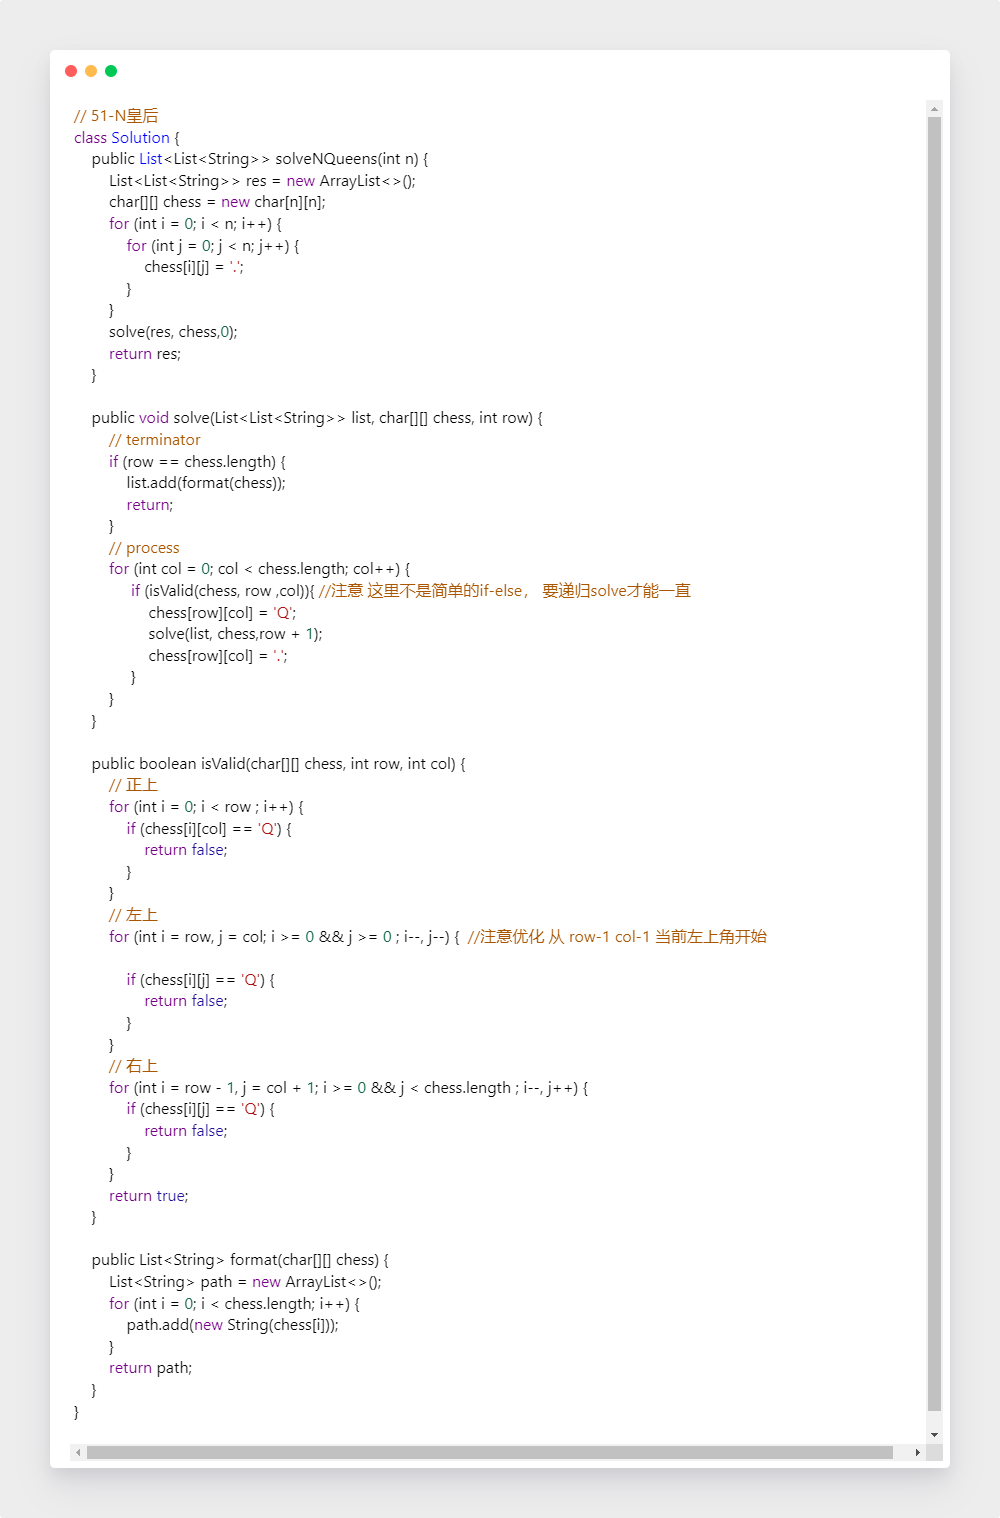 // 51-N皇后
class Solution {
    public List<List<String>> solveNQueens(int n) {
        List<List<String>> res = new ArrayList<>();
        char[][] chess = new char[n][n];
        for (int i = 0; i < n; i++) {
            for (int j = 0; j < n; j++) {
                chess[i][j] = '.';
            }
        }
        solve(res, chess,0);
        return res;
    }

    public void solve(List<List<String>> list, char[][] chess, int row) {
        // terminator
        if (row == chess.length) {
            list.add(format(chess));
            return;
        }
        // process
        for (int col = 0; col < chess.length; col++) {
             if (isValid(chess, row ,col)){ //注意 这里不是简单的if-else， 要递归solve才能一直
                 chess[row][col] = 'Q';
                 solve(list, chess,row + 1);
                 chess[row][col] = '.';
             }
        }
    }

    public boolean isValid(char[][] chess, int row, int col) {
        // 正上
        for (int i = 0; i < row ; i++) {
            if (chess[i][col] == 'Q') {
                return false;
            }
        }
        // 左上
        for (int i = row, j = col; i >= 0 && j >= 0 ; i--, j--) {  //注意优化 从 row-1 col-1 当前左上角开始

            if (chess[i][j] == 'Q') {
                return false;
            }
        }
        // 右上
        for (int i = row - 1, j = col + 1; i >= 0 && j < chess.length ; i--, j++) {
            if (chess[i][j] == 'Q') {
                return false;
            }
        }
        return true;
    }

    public List<String> format(char[][] chess) {
        List<String> path = new ArrayList<>();
        for (int i = 0; i < chess.length; i++) {
            path.add(new String(chess[i]));
        }
        return path;
    }
}